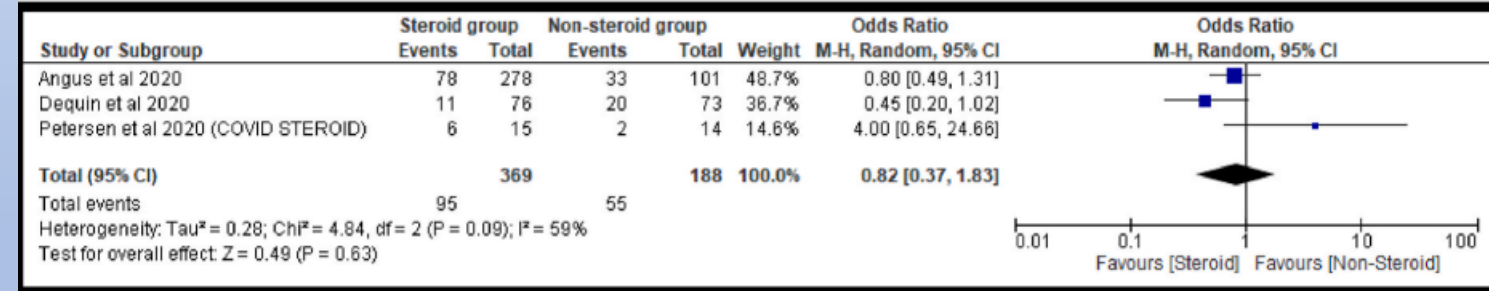 Steroid group Non-steroid group Odds Ratio Odds Ratio
Study or Subgroup Events Total Events Total Weight M-H, Random, 95% CI M-H, Random, 95% CI
Angus et al 2020 78 278 33 101 48.7% 0.80 [0.49, 1.31]
Dequin et al 2020 11 76 20 73 36.7% 0.45 [0.20, 1.02]
Petersen et al 2020 (COVID STEROID) 6 15 2 14 14.6% 4.00 [0.65, 24.66]
Total (95% CI) 369 188 100.0% 0.82 [0.37, 1.83]
Total events 95 55
Heterogeneity: Tau² = 0.28; Chi² = 4.84, df = 2 (P = 0.09); I² = 59%
Test for overall effect: Z = 0.49 (P = 0.63)
0.01 0.1 1 10 100
Favours [Steroid] Favours [Non-Steroid]